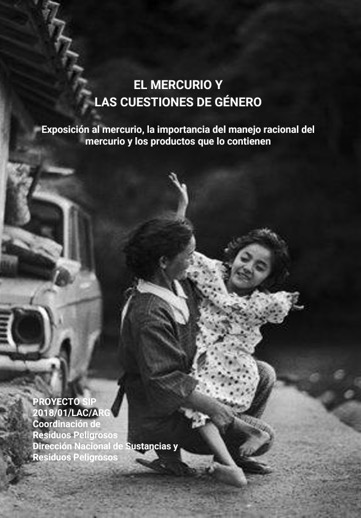 EL MERCURIO Y
LAS CUESTIONES DE GÉNERO
Exposición al mercurio, la importancia del manejo racional del
mercurio y los productos que lo contienen
PROYECTO SIP
2018/01/LAC/ARG
Coordinación de
Residuos Peligrosos
Dirección Nacional de Sustancias y
Residuos Peligrosos